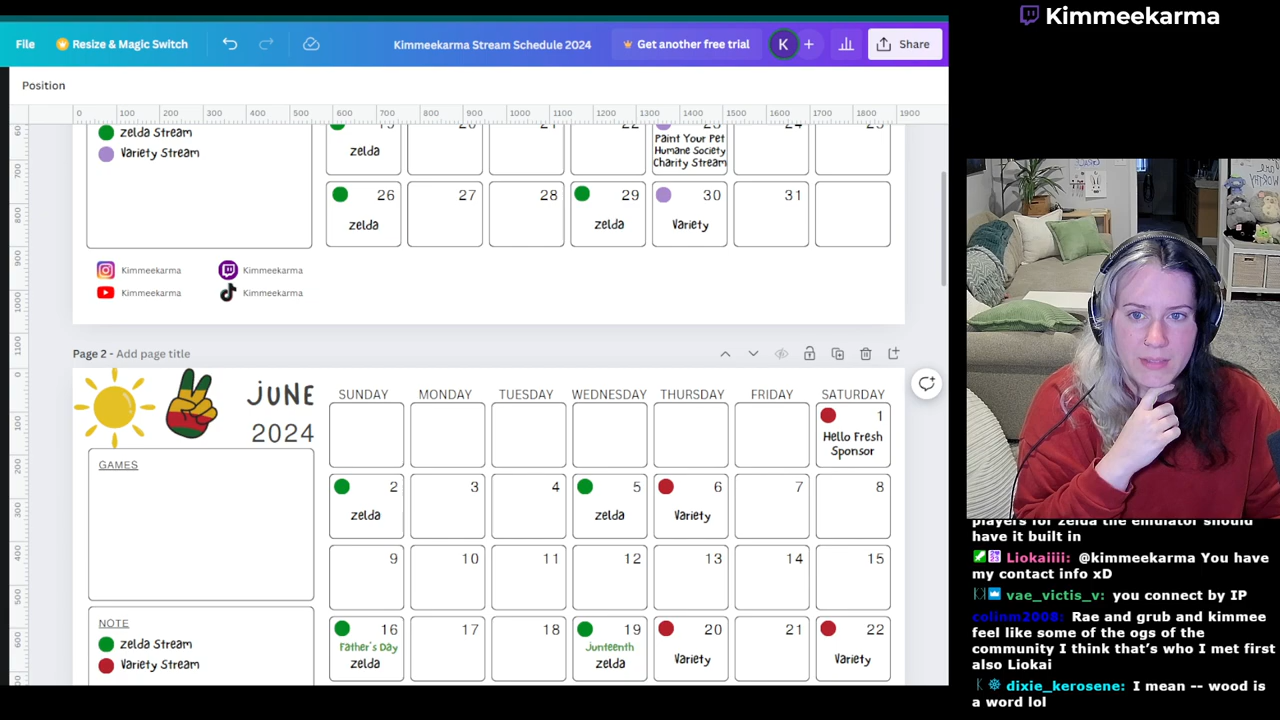 Kimmeekarma
File
Resize & Magic Switch
Kimmeekarma Stream Schedule 2024
Get another free trial
K
Share
Position
0 100 200 300 400 500 600 700 800 900 1000 1100 1200 1300 1400 1500 1600 1700 1800 1900
zelda Stream
Variety Stream
19 20 21 22 23 24 25
zelda
Paint Your Pet
Humane Society
Charity Stream
26 27 28 29 30 31
zelda
zelda
Variety
Kimmeekarma
Kimmeekarma
Kimmeekarma
Kimmeekarma
Page 2 - Add page title
JUNE
2024
SUNDAY MONDAY TUESDAY WEDNESDAY THURSDAY FRIDAY SATURDAY
1
Hello Fresh
Sponsor
GAMES
2 3 4 5 6 7 8
zelda
zelda
Variety
9 10 11 12 13 14 15
NOTE
zelda Stream
Variety Stream
16 17 18 19 20 21 22
Father's Day
zelda
Junteenth
zelda
Variety
Variety
players for zelda the emulator should
have it built in
Liokaiiii: @kimmeekarma You have
my contact info xD
vae_victis_v: you connect by IP
colinm2008: Rae and grub and kimmee
feel like some of the ogs of the
community I think that's who I met first
also Liokai
dixie_kerosene: I mean -- wood is
a word lol